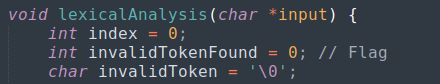 void lexicalAnalysis(char *input) {
    int index = 0;
    int invalidTokenFound = 0; // Flag
    char invalidToken = '\0';